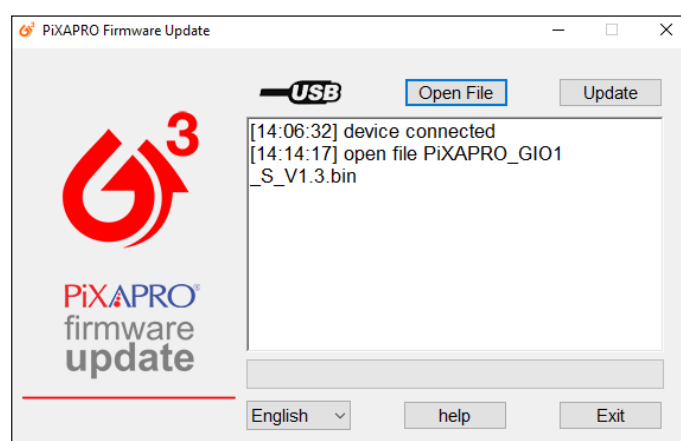 PiXAPRO Firmware Update
USB
Open File
Update
[14:06:32] device connected
[14:14:17] open file PiXAPRO_GIO1
_S_V1.3.bin
3
PiXAPRO®
firmware
update
English
help
Exit